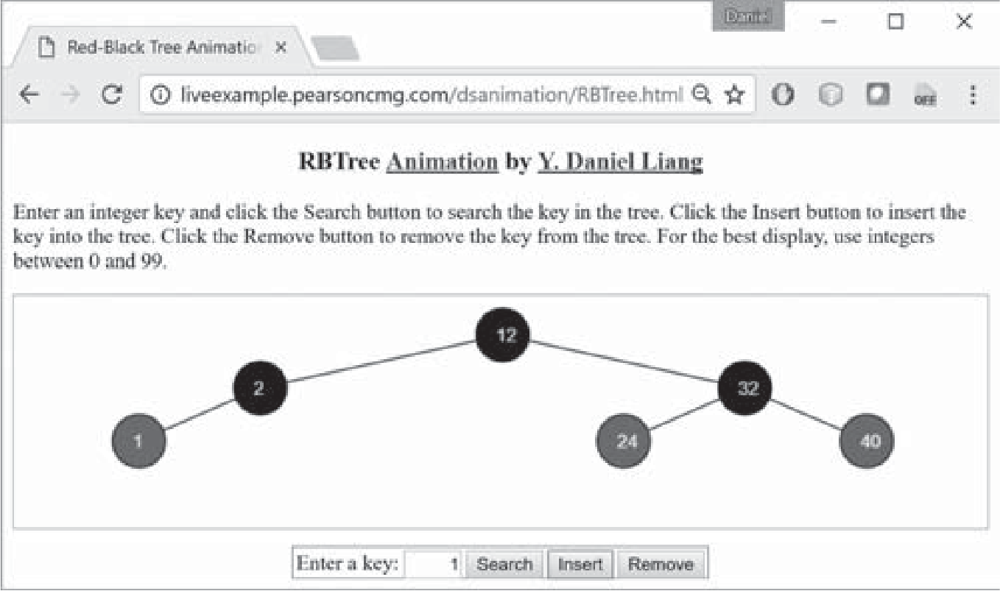 Daniel
Red-Black Tree Animatio
liveexample.pearsoncmg.com/dsanimation/RBTree.html
OFF
RBTree Animation by Y. Daniel Liang
Enter an integer key and click the Search button to search the key in the tree. Click the Insert button to insert the
key into the tree. Click the Remove button to remove the key from the tree. For the best display, use integers
between 0 and 99.
12
2 32
1 24 40
Enter a key: 1 Search Insert Remove